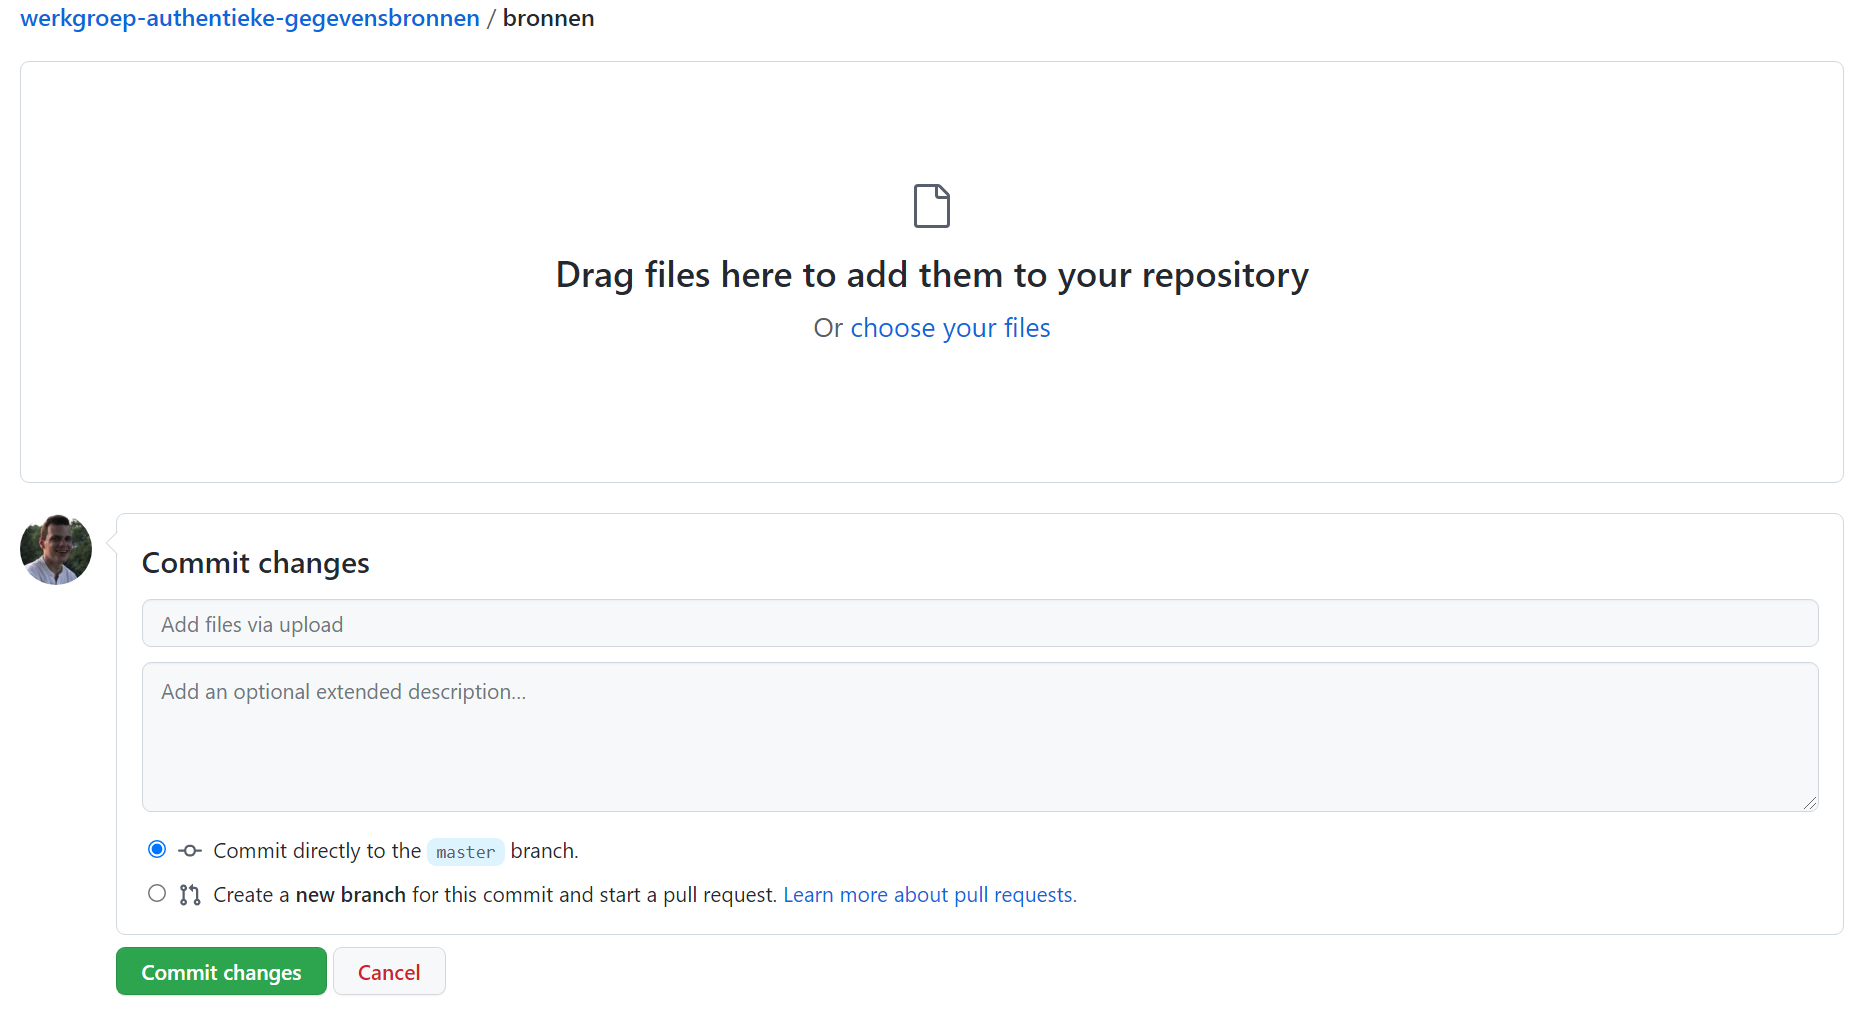 werkgroep-authentieke-gegevensbronnen / bronnen
Drag files here to add them to your repository
Or choose your files
Commit changes
Add files via upload
Add an optional extended description...
Commit directly to the master branch.
Create a new branch for this commit and start a pull request. Learn more about pull requests.
Commit changes Cancel